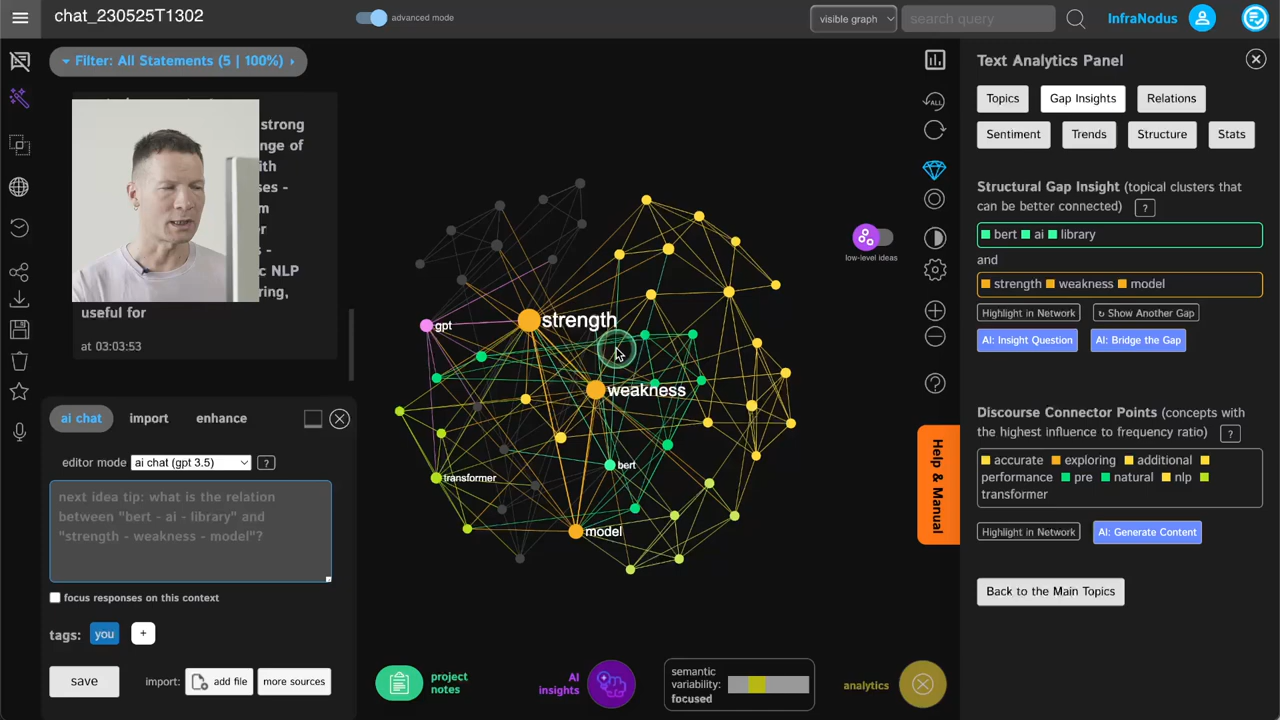 chat_230525T1302
advanced mode
visible graph
search query
InfraNodus
Filter: All Statements (5 | 100%)
strong
nge of
ith
ses -
m
er
-
c NLP
ring,
useful for
at 03:03:53
ai chat
import
enhance
editor mode
ai chat (gpt 3.5)
?
next idea tip: what is the relation
between "bert - ai - library" and
"strength - weakness - model"?
focus responses on this context
tags:
you
+
save
import:
add file
more sources
gpt
strength
weakness
bert
transformer
model
low-level ideas
ALL
project
notes
AI
insights
semantic
variability:
focused
analytics
Help & Manual
Text Analytics Panel
Topics
Gap Insights
Relations
Sentiment
Trends
Structure
Stats
Structural Gap Insight (topical clusters that
can be better connected)
?
bert ai library
and
strength weakness model
Highlight in Network
↻ Show Another Gap
AI: Insight Question
AI: Bridge the Gap
Discourse Connector Points (concepts with
the highest influence to frequency ratio)
?
accurate exploring additional
performance pre natural nlp
transformer
Highlight in Network
AI: Generate Content
Back to the Main Topics